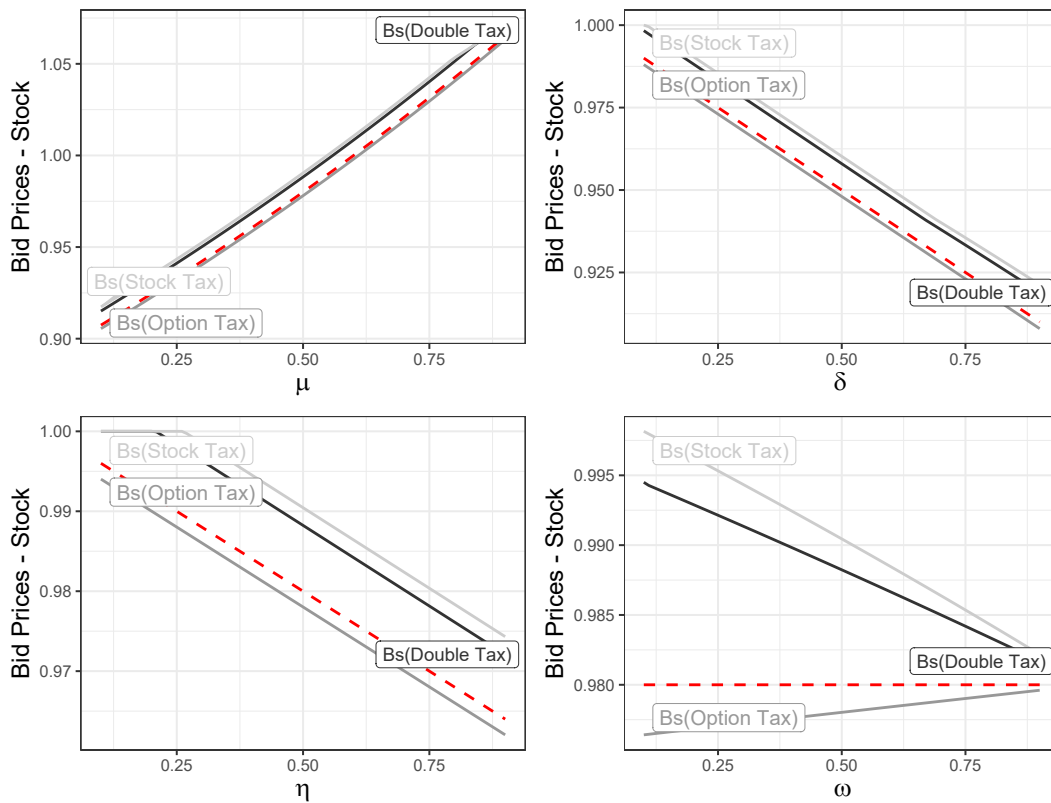 Bid Prices - Stock
1.05
1.00
0.95
0.90
Bs(Double Tax)
Bs(Stock Tax)
Bs(Option Tax)
0.25
0.50
0.75
μ
Bid Prices - Stock
1.000
0.975
0.950
0.925
Bs(Stock Tax)
Bs(Option Tax)
Bs(Double Tax)
0.25
0.50
0.75
δ
Bid Prices - Stock
1.00
0.99
0.98
0.97
Bs(Stock Tax)
Bs(Option Tax)
Bs(Double Tax)
0.25
0.50
0.75
η
Bid Prices - Stock
0.995
0.990
0.985
0.980
Bs(Stock Tax)
Bs(Double Tax)
Bs(Option Tax)
0.25
0.50
0.75
ω